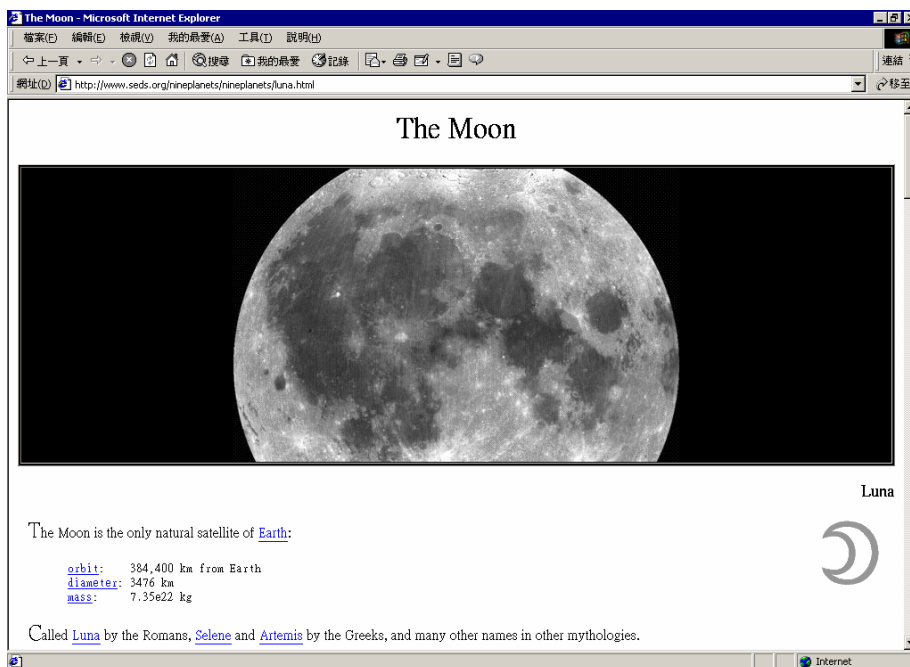 The Moon - Microsoft Internet Explorer
檔案(F) 編輯(E) 檢視(V) 我的最愛(A) 工具(T) 說明(H)
上一頁 搜尋 我的最愛 記錄 連結
網址(D) http://www.seds.org/nineplanets/nineplanets/luna.html 移至
The Moon
Luna
The Moon is the only natural satellite of Earth:
orbit: 384,400 km from Earth
diameter: 3476 km
mass: 7.35e22 kg
Called Luna by the Romans, Selene and Artemis by the Greeks, and many other names in other mythologies.
Internet